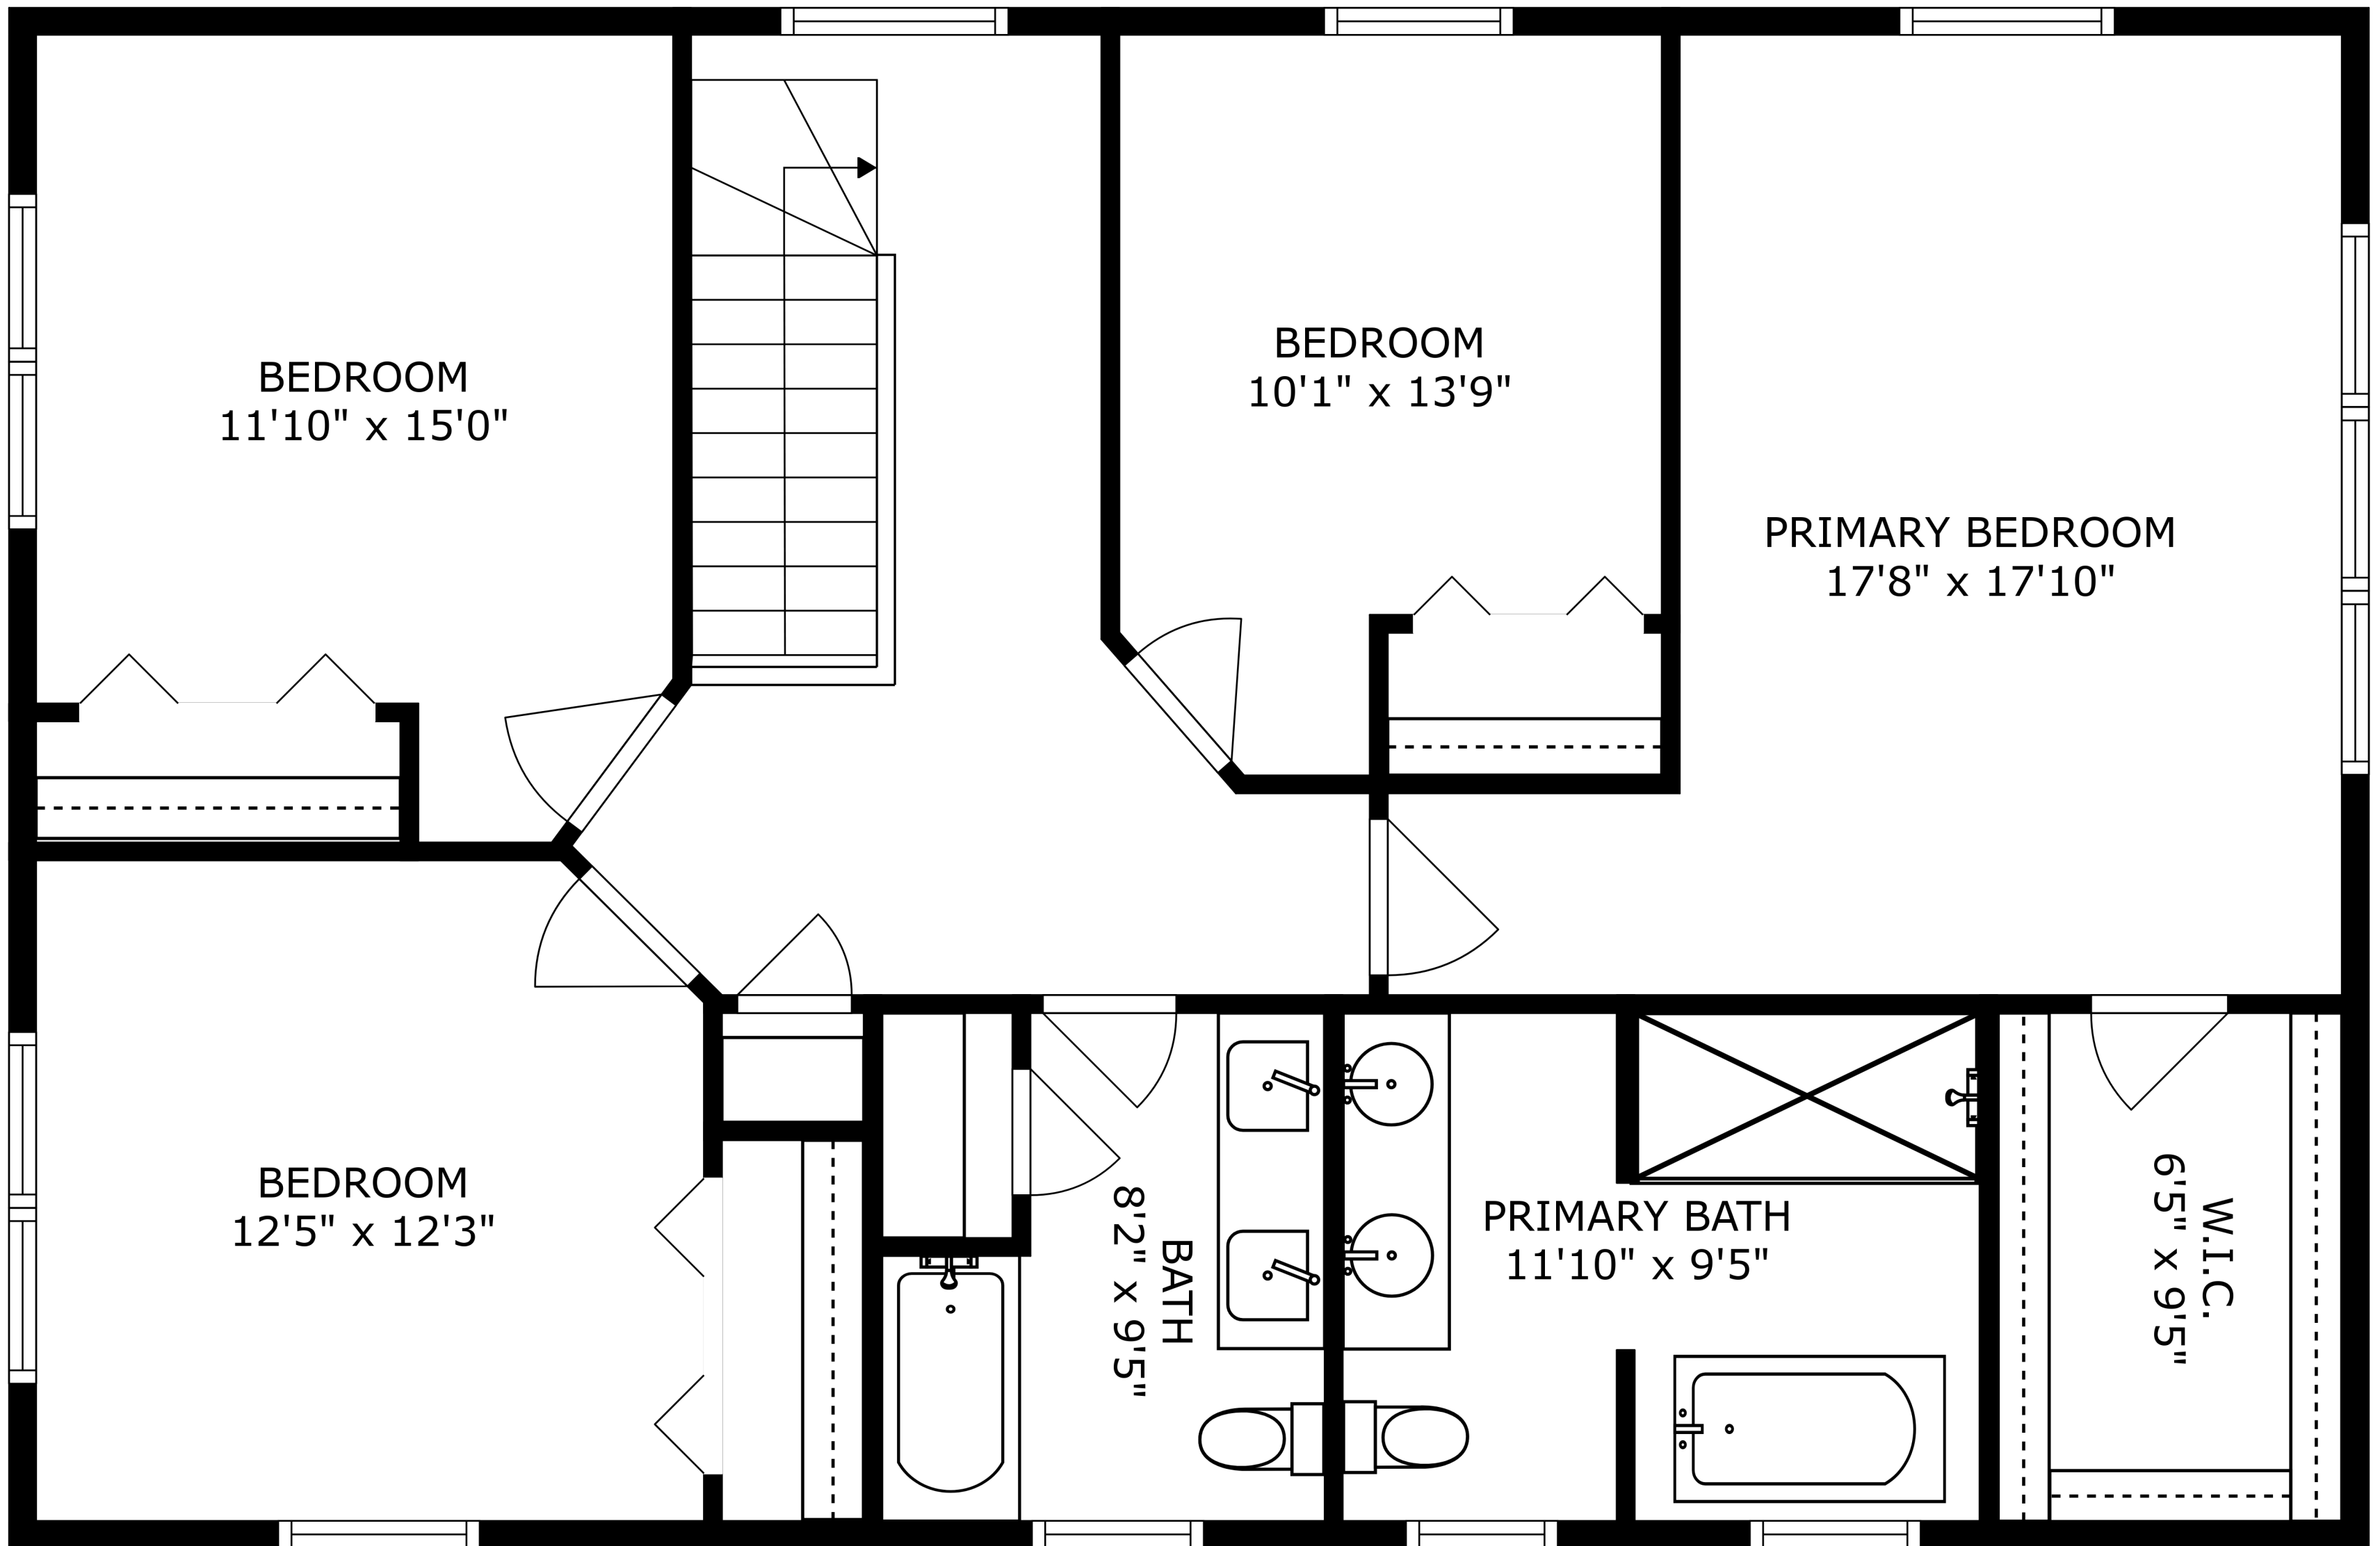 BEDROOM
11'10" x 15'0"
BEDROOM
10'1" x 13'9"
PRIMARY BEDROOM
17'8" x 17'10"
BEDROOM
12'5" x 12'3"
BATH
8'2" x 9'5"
PRIMARY BATH
11'10" x 9'5"
W.I.C.
6'5" x 9'5"